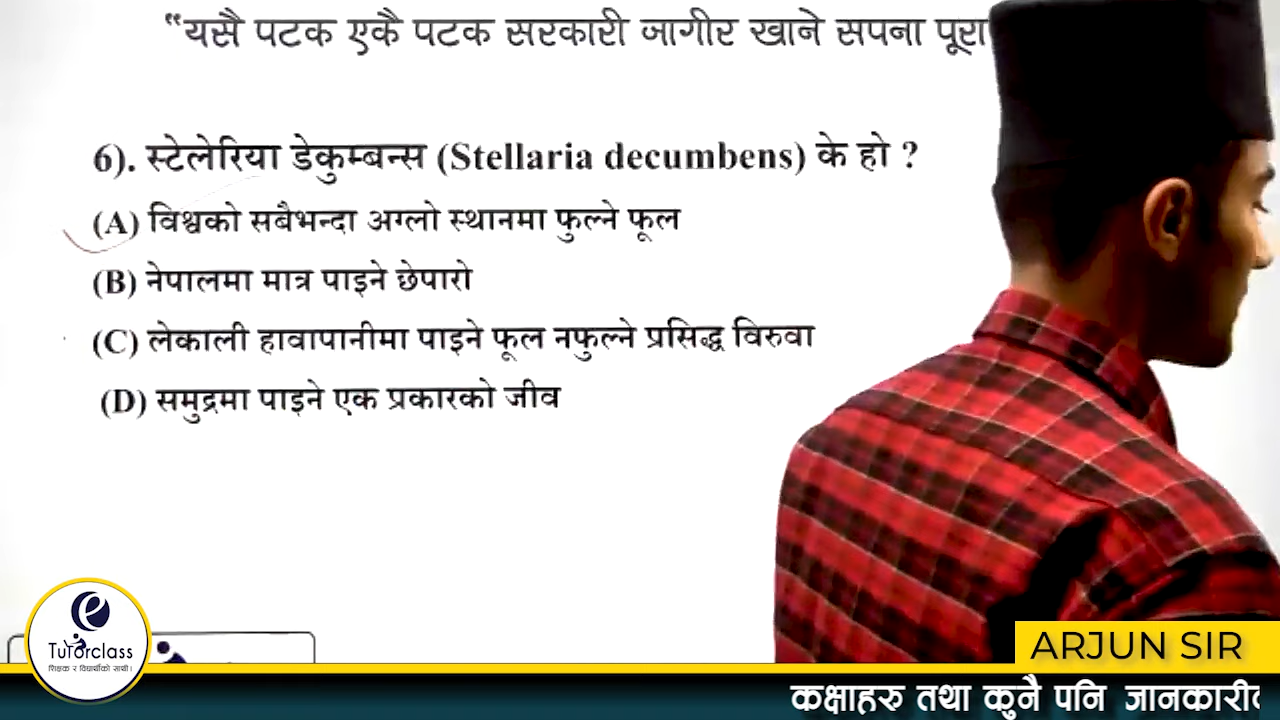 “यसै पटक एकै पटक सरकारी जागीर खाने सपना पूरा
6). स्टेलेरिया डेकुम्बन्स (Stellaria decumbens) के हो ?
(A) विश्वको सबैभन्दा अग्लो स्थानमा फुल्ने फूल
(B) नेपालमा मात्र पाइने छेपारो
(C) लेकाली हावापानीमा पाइने फूल नफुल्ने प्रसिद्ध विरुवा
(D) समुद्रमा पाइने एक प्रकारको जीव
Tutorclass
शिक्षक र विद्यार्थीको साथी।
ARJUN SIR
कक्षाहरु तथा कुनै पनि जानकारीद